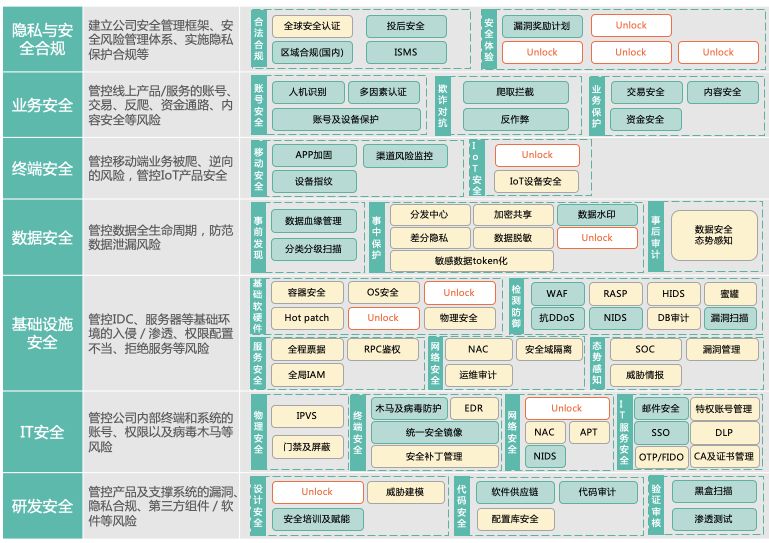 隐私与安全合规
建立公司安全管理框架、安
全风险管理体系、实施隐私
保护合规等
合法合规
全球安全认证
投后安全
区域合规(国内)
ISMS
安全体验
漏洞奖励计划
Unlock
Unlock
Unlock
Unlock
业务安全
管控线上产品/服务的账号、
交易、反爬、资金通路、内
容安全等风险
账号安全
人机识别
多因素认证
账号及设备保护
欺诈对抗
爬取拦截
反作弊
业务保护
交易安全
内容安全
资金安全
终端安全
管控移动端业务被爬、逆向
的风险，管控IoT产品安全
移动安全
APP加固
渠道风险监控
设备指纹
IoT安全
Unlock
IoT设备安全
数据安全
管控数据全生命周期，防范
数据泄漏风险
事前发现
数据血缘管理
分类分级扫描
事中保护
分发中心
加密共享
数据水印
差分隐私
数据脱敏
Unlock
敏感数据token化
事后审计
数据安全
态势感知
基础设施
安全
管控IDC、服务器等基础环
境的入侵 / 渗透、权限配置
不当、拒绝服务等风险
基础软硬件
容器安全
OS安全
Unlock
Hot patch
Unlock
物理安全
检测防御
WAF
RASP
HIDS
蜜罐
抗DDoS
NIDS
DB审计
漏洞扫描
服务安全
全程票据
RPC鉴权
全局IAM
网络安全
NAC
安全域隔离
运维审计
态势感知
SOC
漏洞管理
威胁情报
IT安全
管控公司内部终端和系统的
账号、权限以及病毒木马等
风险
物理安全
IPVS
门禁及屏蔽
终端安全
木马及病毒防护
EDR
统一安全镜像
安全补丁管理
网络安全
Unlock
NAC
APT
NIDS
IT服务安全
邮件安全
特权账号管理
SSO
DLP
OTP/FIDO
CA及证书管理
研发安全
管控产品及支撑系统的漏洞、
隐私合规、第三方组件 / 软
件等风险
设计安全
Unlock
威胁建模
安全培训及赋能
代码安全
软件供应链
代码审计
配置库安全
验证审核
黑盒扫描
渗透测试